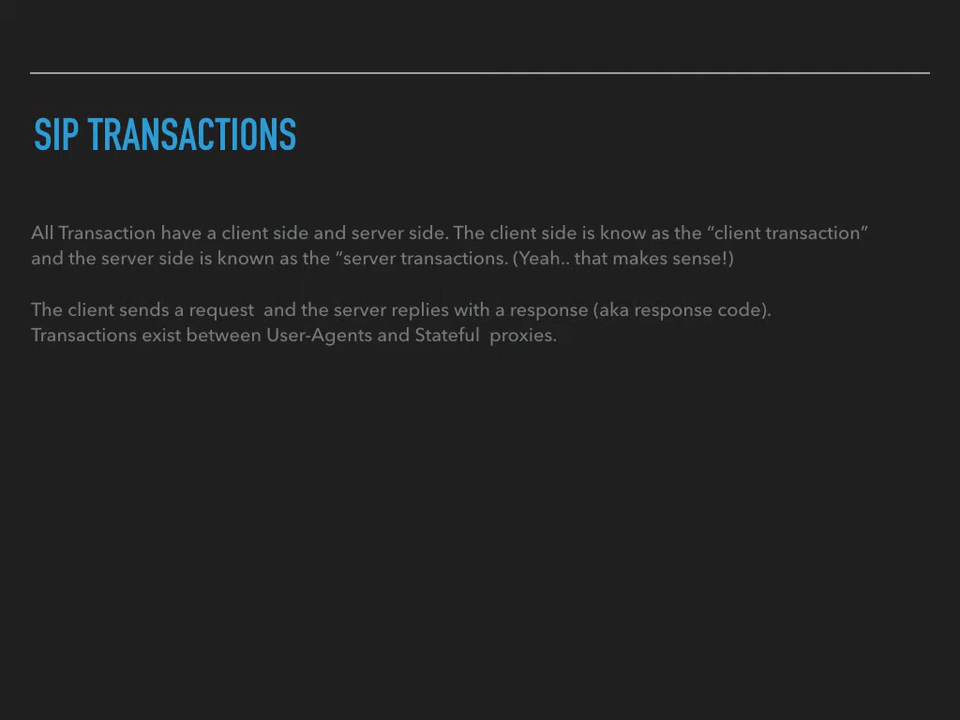 SIP TRANSACTIONS
All Transaction have a client side and server side. The client side is know as the “client transaction”
and the server side is known as the “server transactions. (Yeah.. that makes sense!)
The client sends a request  and the server replies with a response (aka response code).
Transactions exist between User-Agents and Stateful  proxies.